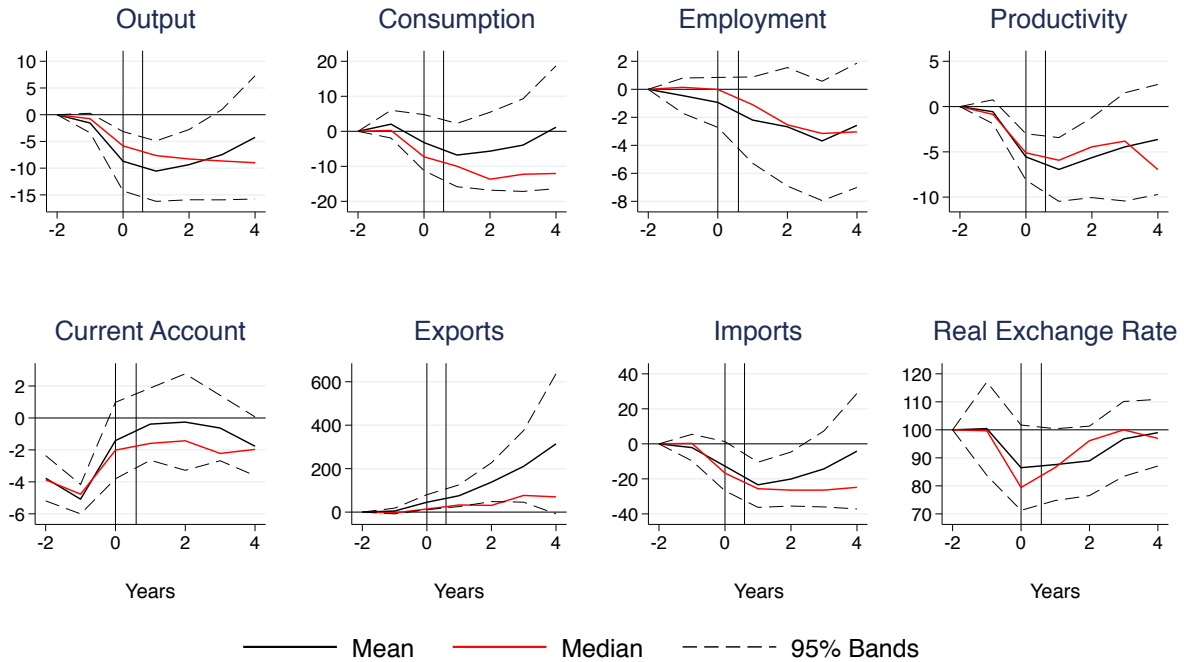 Output
Consumption
Employment
Productivity
10
5
0
-5
-10
-15
-2 0 2 4
20
10
0
-10
-20
-2 0 2 4
2
0
-2
-4
-6
-8
-2 0 2 4
5
0
-5
-10
-2 0 2 4
Current Account
Exports
Imports
Real Exchange Rate
2
0
-2
-4
-6
-2 0 2 4
Years
600
400
200
0
-2 0 2 4
Years
40
20
0
-20
-40
-2 0 2 4
Years
120
110
100
90
80
70
-2 0 2 4
Years
Mean Median 95% Bands